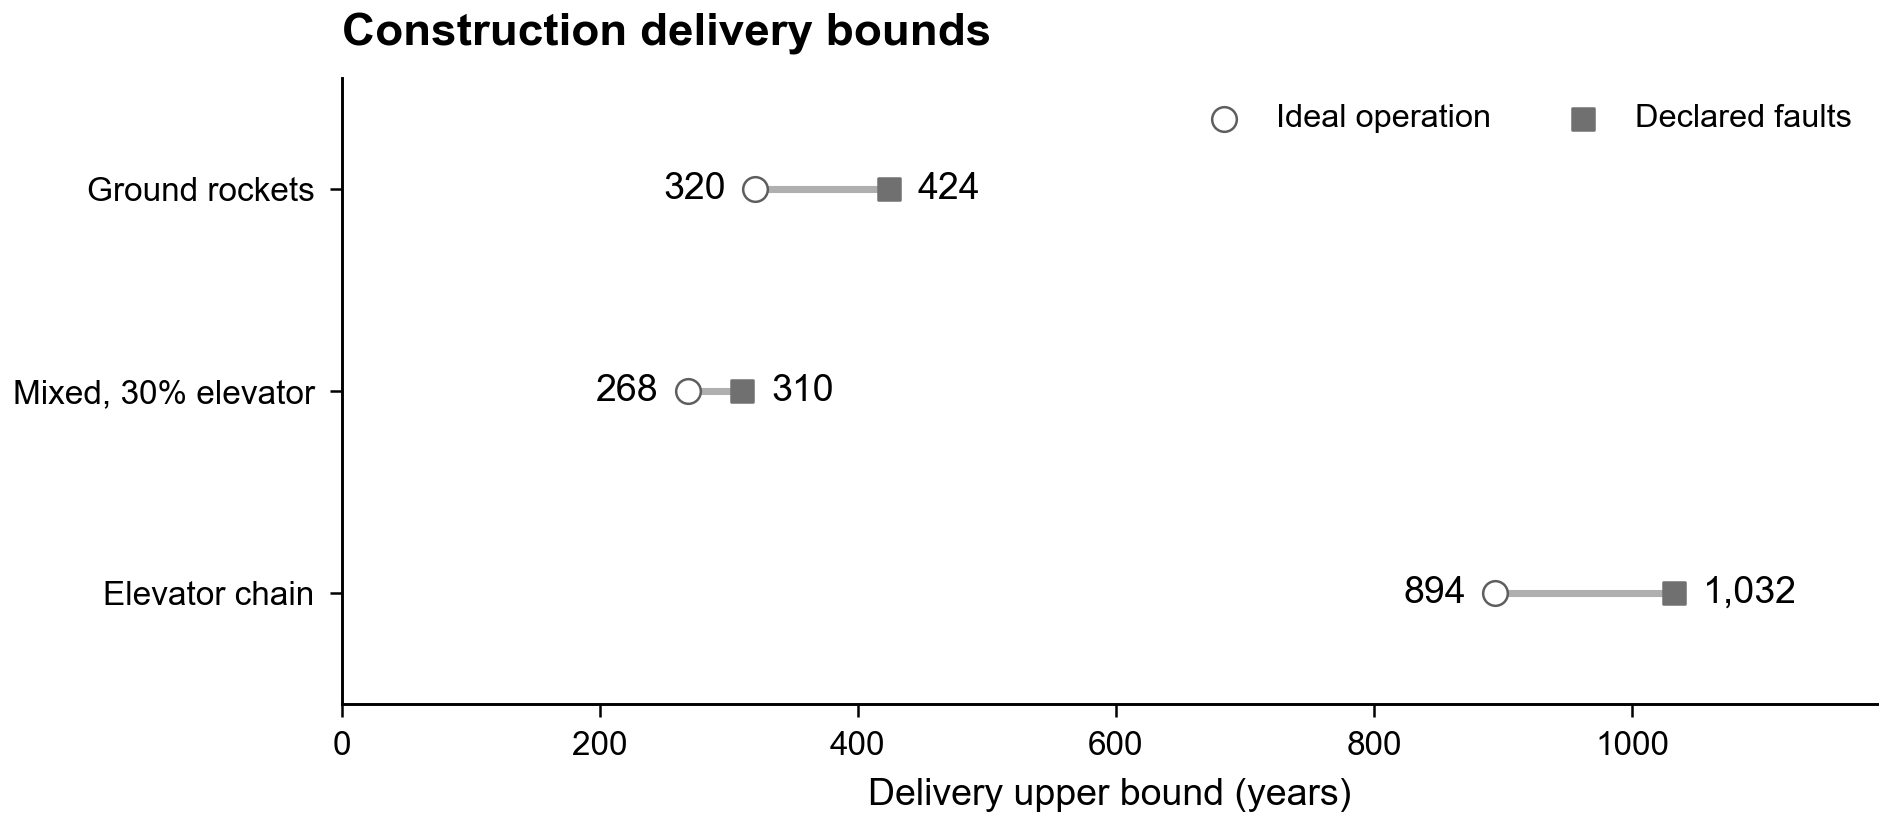 Construction delivery bounds
Ideal operation
Declared faults
Ground rockets
320
424
Mixed, 30% elevator
268
310
Elevator chain
894
1,032
0
200
400
600
800
1000
Delivery upper bound (years)